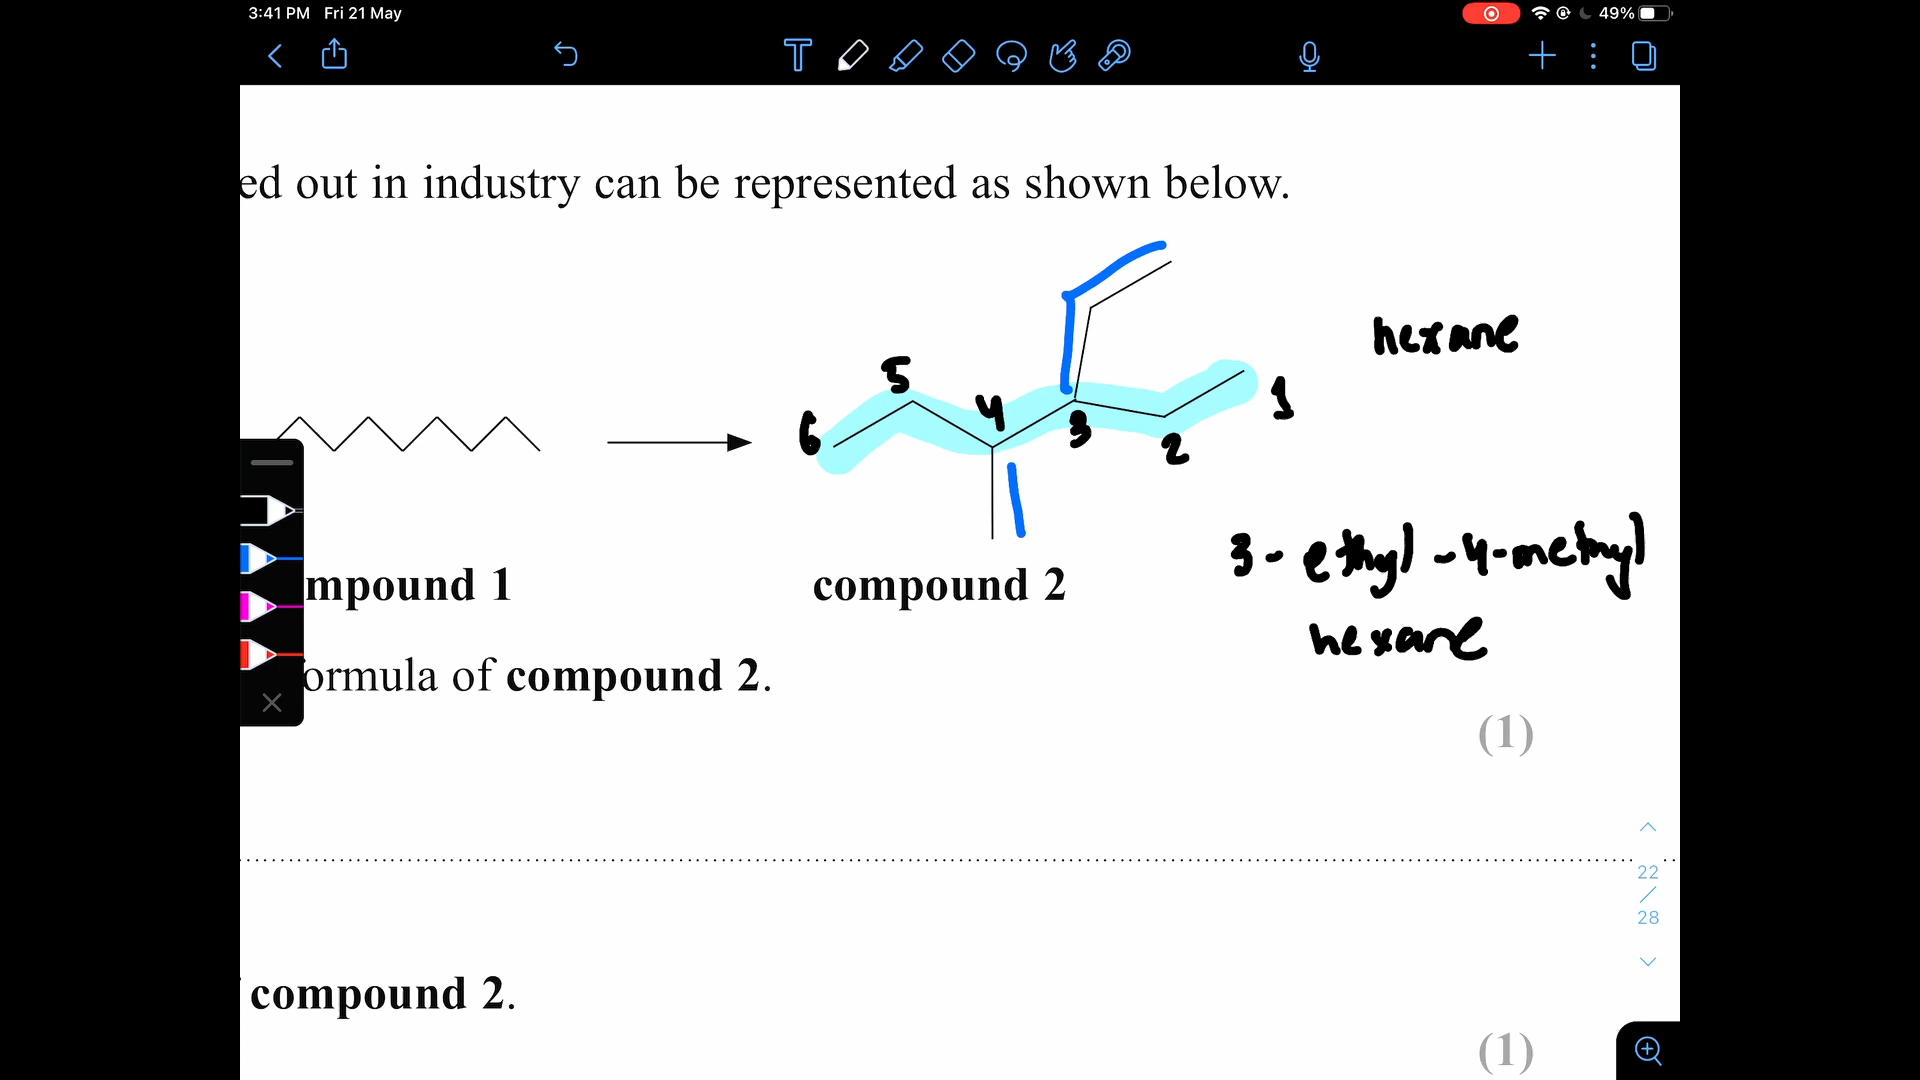 3:41 PM Fri 21 May
49%
ed out in industry can be represented as shown below.
hexane
5
4
6
3
1
2
3-ethyl-4-methyl
hexane
mpound 1
compound 2
ormula of compound 2.
(1)
22
/
28
compound 2.
(1)